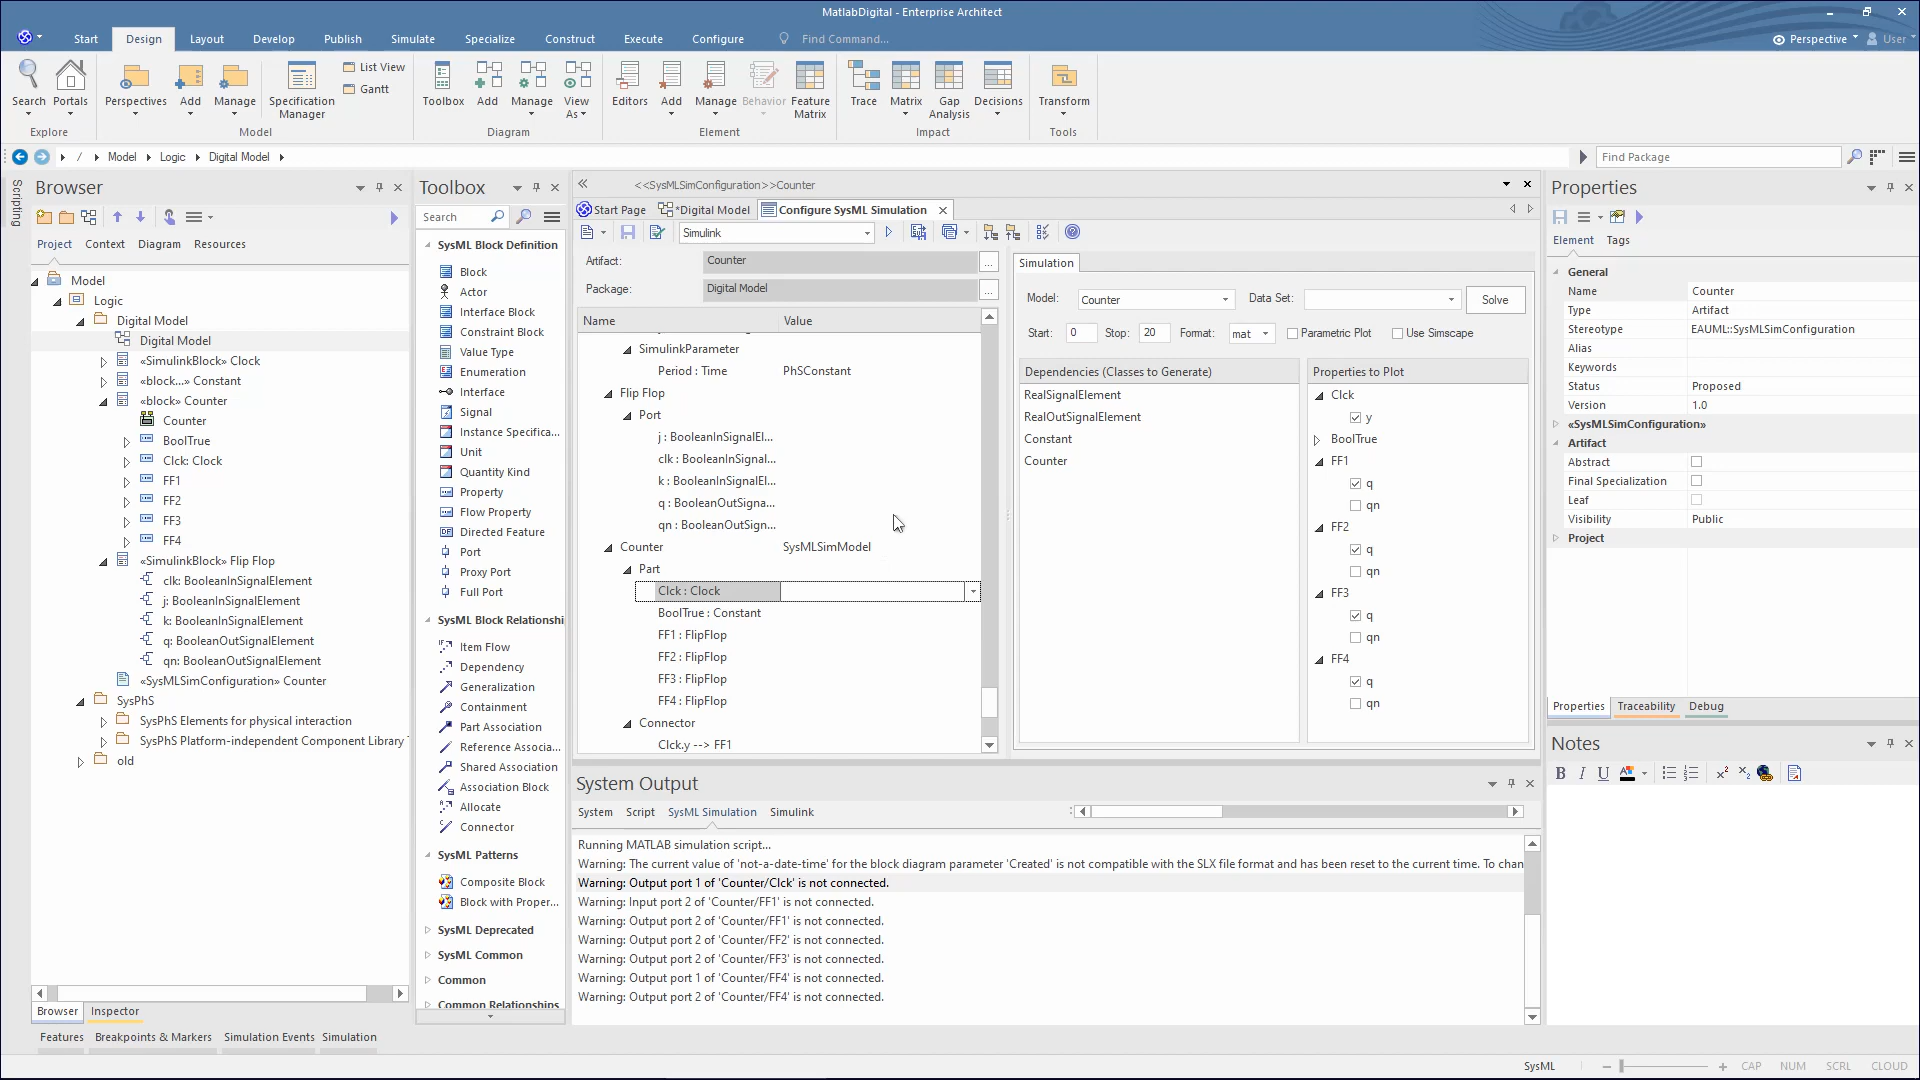 MatlabDigital - Enterprise Architect
Start Design Layout Develop Publish Simulate Specialize Construct Execute Configure Find Command... Perspective User
Search Portals Perspectives Add Manage Specification Manager List View Gantt Toolbox Add Manage View As Editors Add Manage Behavior Feature Matrix Trace Matrix Gap Analysis Decisions Transform
Explore Model Diagram Element Impact Tools
/ Model Logic Digital Model Find Package
Scripting
Browser
Project Context Diagram Resources
Model
Logic
Digital Model
Digital Model
«SimulinkBlock» Clock
«block...» Constant
«block» Counter
Counter
BoolTrue
Clck: Clock
FF1
FF2
FF3
FF4
«SimulinkBlock» Flip Flop
clk: BooleanInSignalElement
j: BooleanInSignalElement
k: BooleanInSignalElement
q: BooleanOutSignalElement
qn: BooleanOutSignalElement
«SysMLSimConfiguration» Counter
SysPhS
SysPhS Elements for physical interaction
SysPhS Platform-independent Component Library
old
Browser Inspector
Features Breakpoints & Markers Simulation Events Simulation
Toolbox
Search
SysML Block Definition
Block
Actor
Interface Block
Constraint Block
Value Type
Enumeration
Interface
Signal
Instance Specifica...
Unit
Quantity Kind
Property
Flow Property
Directed Feature
Port
Proxy Port
Full Port
SysML Block Relationshi
Item Flow
Dependency
Generalization
Containment
Part Association
Reference Associa...
Shared Association
Association Block
Allocate
Connector
SysML Patterns
Composite Block
Block with Proper...
SysML Deprecated
SysML Common
Common
Common Relationships
<<SysMLSimConfiguration>>Counter
Start Page *Digital Model Configure SysML Simulation
Simulink
Artifact: Counter ...
Package: Digital Model ...
Name Value
SimulinkParameter
Period : Time PhSConstant
Flip Flop
Port
j : BooleanInSignalEl...
clk : BooleanInSignal...
k : BooleanInSignalEl...
q : BooleanOutSigna...
qn : BooleanOutSign...
Counter SysMLSimModel
Part
Clck : Clock
BoolTrue : Constant
FF1 : FlipFlop
FF2 : FlipFlop
FF3 : FlipFlop
FF4 : FlipFlop
Connector
Clck.y --> FF1
Simulation
Model: Counter Data Set: Solve
Start: 0 Stop: 20 Format: mat Parametric Plot Use Simscape
Dependencies (Classes to Generate)
RealSignalElement
RealOutSignalElement
Constant
Counter
Properties to Plot
Clck
y
BoolTrue
FF1
q
qn
FF2
q
qn
FF3
q
qn
FF4
q
qn
System Output
System Script SysML Simulation Simulink
Running MATLAB simulation script...
Warning: The current value of 'not-a-date-time' for the block diagram parameter 'Created' is not compatible with the SLX file format and has been reset to the current time. To chan
Warning: Output port 1 of 'Counter/Clck' is not connected.
Warning: Input port 2 of 'Counter/FF1' is not connected.
Warning: Output port 2 of 'Counter/FF1' is not connected.
Warning: Output port 2 of 'Counter/FF2' is not connected.
Warning: Output port 2 of 'Counter/FF3' is not connected.
Warning: Output port 1 of 'Counter/FF4' is not connected.
Warning: Output port 2 of 'Counter/FF4' is not connected.
Properties
Element Tags
General
Name Counter
Type Artifact
Stereotype EAUML::SysMLSimConfiguration
Alias
Keywords
Status Proposed
Version 1.0
«SysMLSimConfiguration»
Artifact
Abstract
Final Specialization
Leaf
Visibility Public
Project
Properties Traceability Debug
Notes
B I U A
SysML CAP NUM SCRL CLOUD